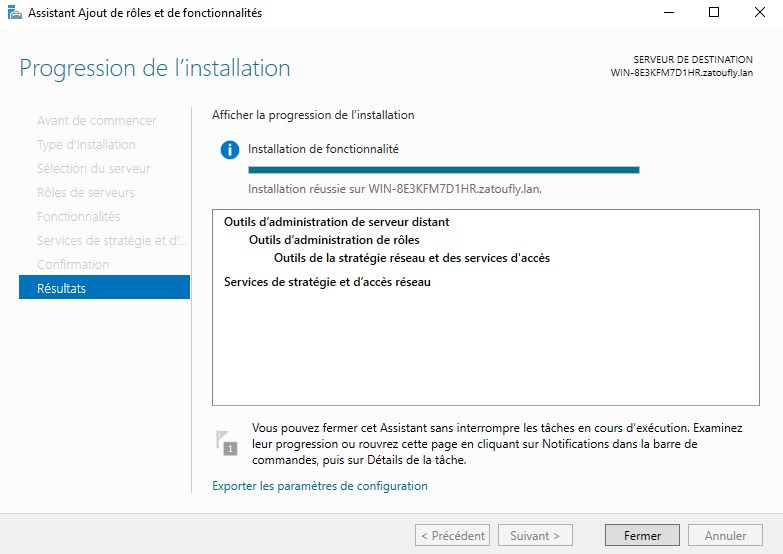 Assistant Ajout de rôles et de fonctionnalités
Progression de l'installation
SERVEUR DE DESTINATION
WIN-8E3KFM7D1HR.zatoufly.lan
Avant de commencer
Type d'installation
Sélection du serveur
Rôles de serveurs
Fonctionnalités
Services de stratégie et d'...
Confirmation
Résultats
Afficher la progression de l'installation
Installation de fonctionnalité
Installation réussie sur WIN-8E3KFM7D1HR.zatoufly.lan.
Outils d'administration de serveur distant
Outils d'administration de rôles
Outils de la stratégie réseau et des services d'accès
Services de stratégie et d'accès réseau
1
Vous pouvez fermer cet Assistant sans interrompre les tâches en cours d'exécution. Examinez
leur progression ou rouvrez cette page en cliquant sur Notifications dans la barre de
commandes, puis sur Détails de la tâche.
Exporter les paramètres de configuration
< Précédent
Suivant >
Fermer
Annuler